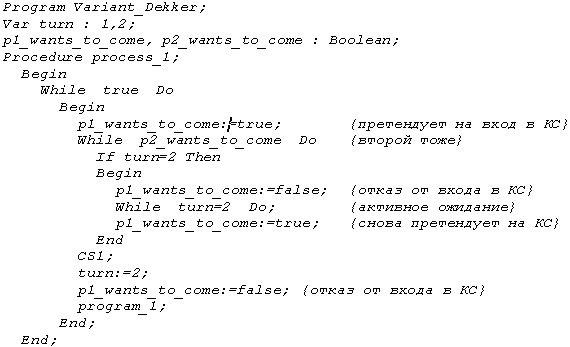 Program Variant_Dekker;
Var turn : 1,2;
p1_wants_to_come, p2_wants_to_come : Boolean;
Procedure process_1;
Begin
While true Do
Begin
p1_wants_to_come:=true; {претендует на вход в КС}
While p2_wants_to_come Do {второй тоже}
If turn=2 Then
Begin
p1_wants_to_come:=false; {отказ от входа в КС}
While turn=2 Do; {активное ожидание}
p1_wants_to_come:=true; {снова претендует на КС}
End
CS1;
turn:=2;
p1_wants_to_come:=false; {отказ от входа в КС}
program_1;
End;
End;